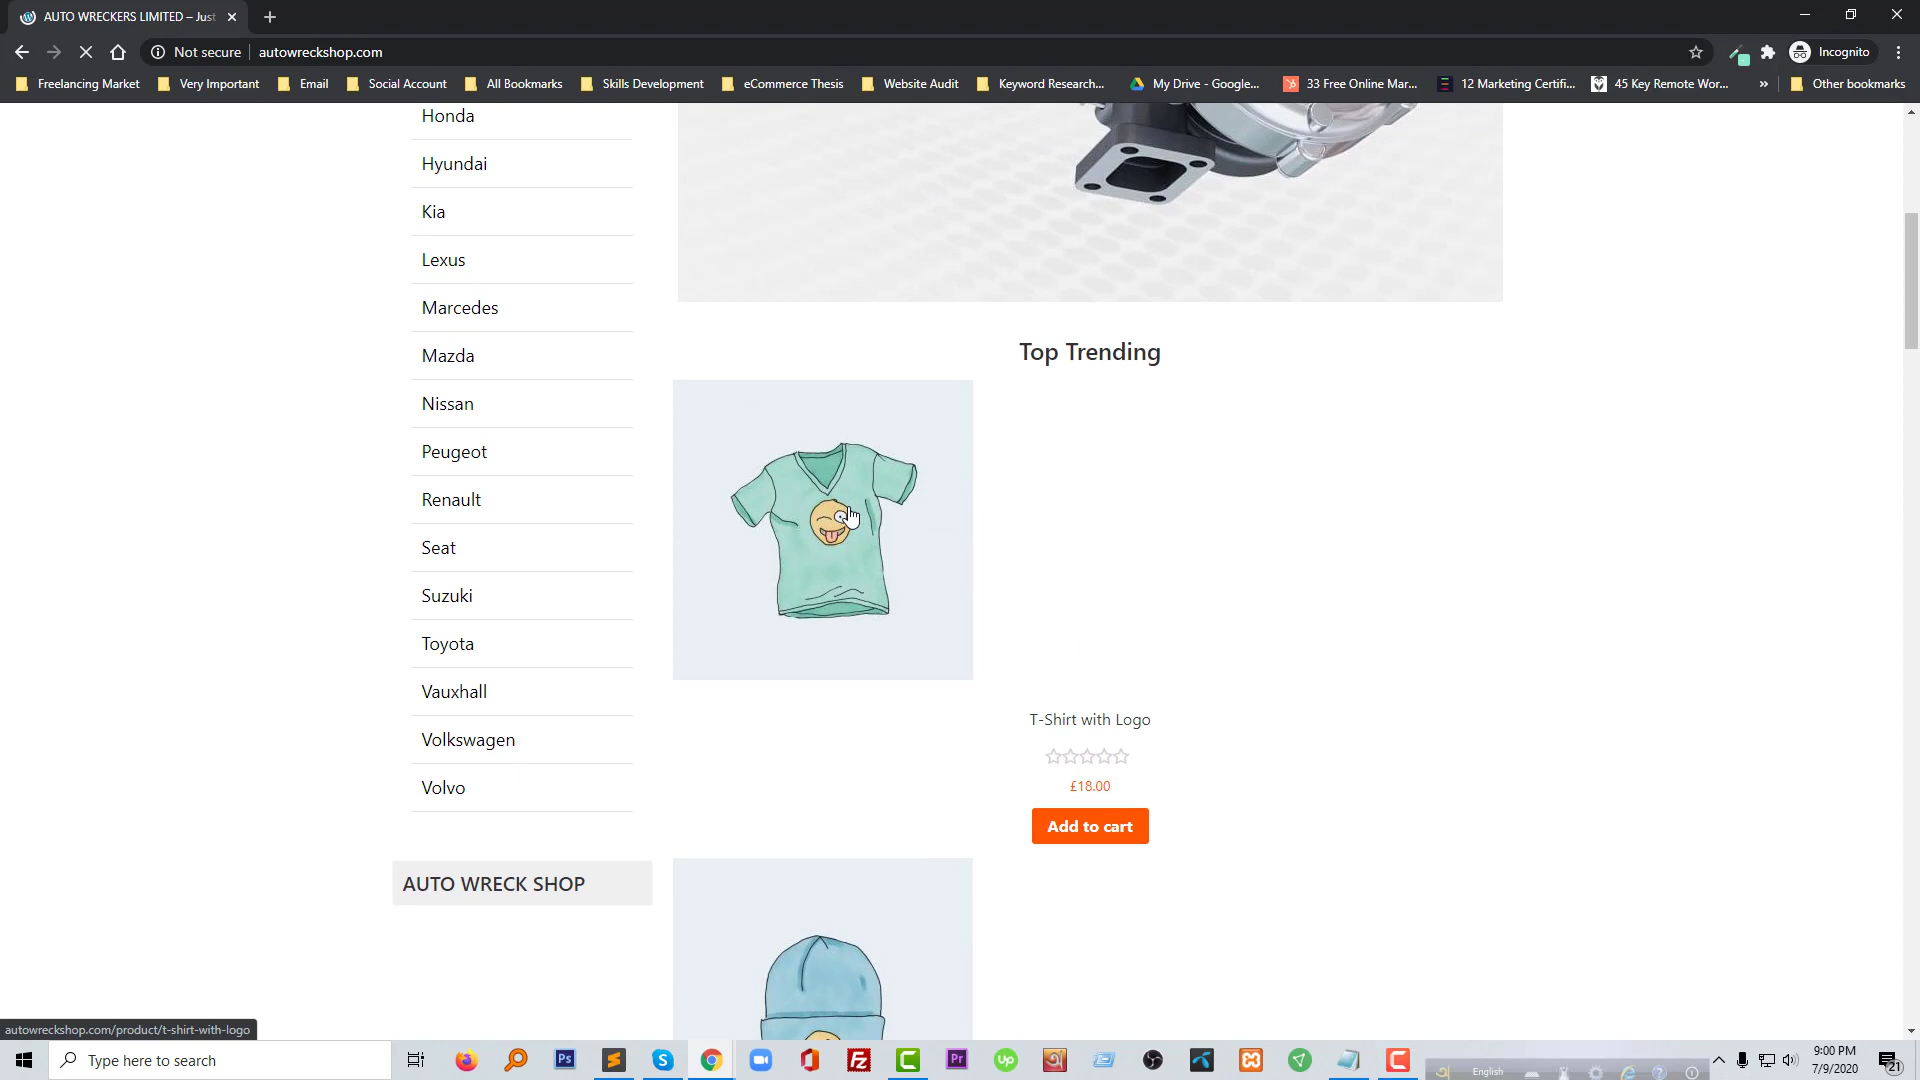 AUTO WRECKERS LIMITED – Just
Not secure
autowreckshop.com
Incognito
Freelancing Market
Very Important
Email
Social Account
All Bookmarks
Skills Development
eCommerce Thesis
Website Audit
Keyword Research...
My Drive - Google...
33 Free Online Mar...
12 Marketing Certifi...
45 Key Remote Wor...
»
Other bookmarks
Honda
Hyundai
Kia
Lexus
Marcedes
Mazda
Nissan
Peugeot
Renault
Seat
Suzuki
Toyota
Vauxhall
Volkswagen
Volvo
AUTO WRECK SHOP
Top Trending
T-Shirt with Logo
£18.00
Add to cart
autowreckshop.com/product/t-shirt-with-logo
Type here to search
Ps
Pr
Up
English
9:00 PM
7/9/2020
21